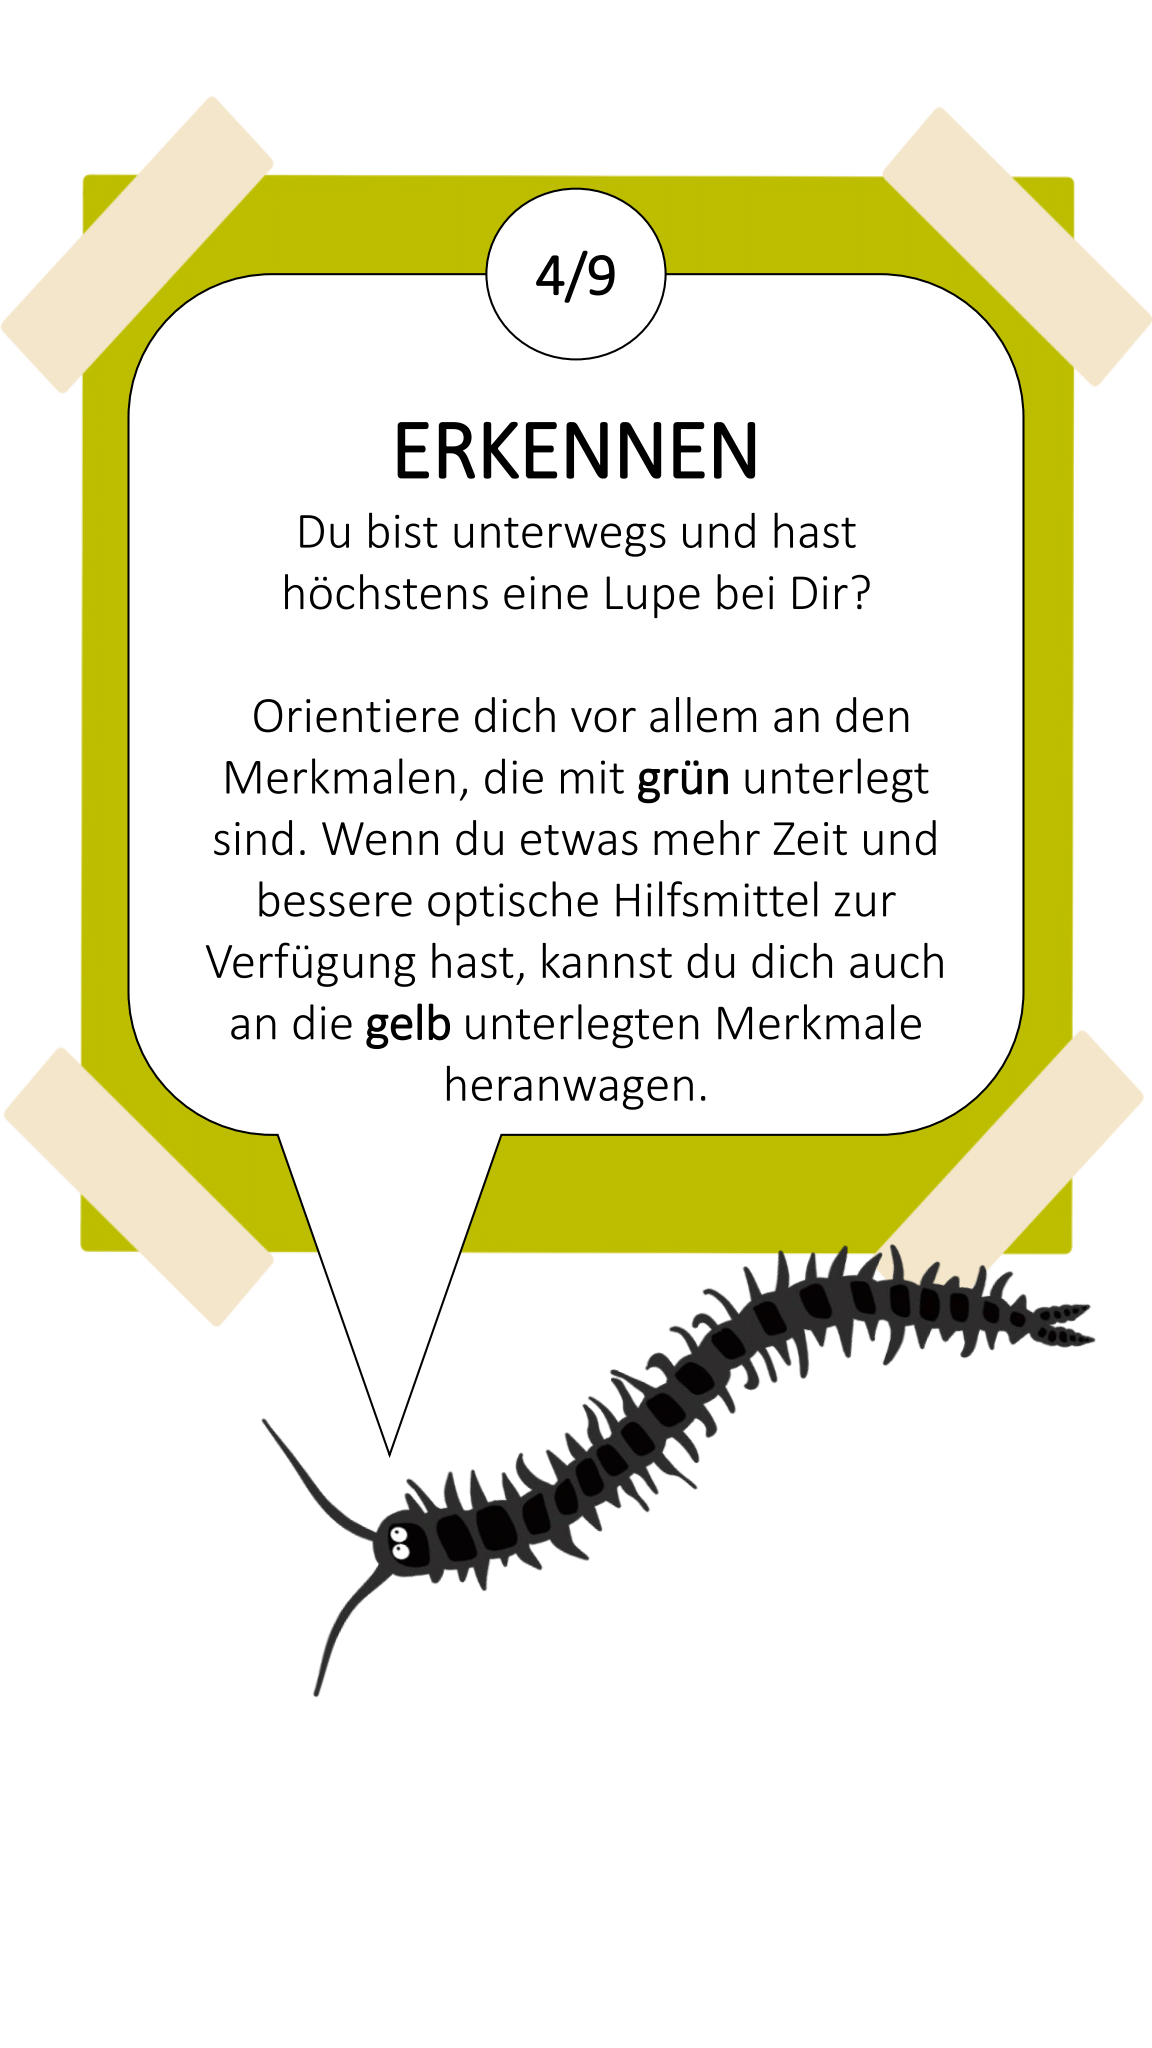 4/9
ERKENNEN
Du bist unterwegs und hast
höchstens eine Lupe bei Dir?
Orientiere dich vor allem an den
Merkmalen, die mit grün unterlegt
sind. Wenn du etwas mehr Zeit und
bessere optische Hilfsmittel zur
Verfügung hast, kannst du dich auch
an die gelb unterlegten Merkmale
heranwagen.